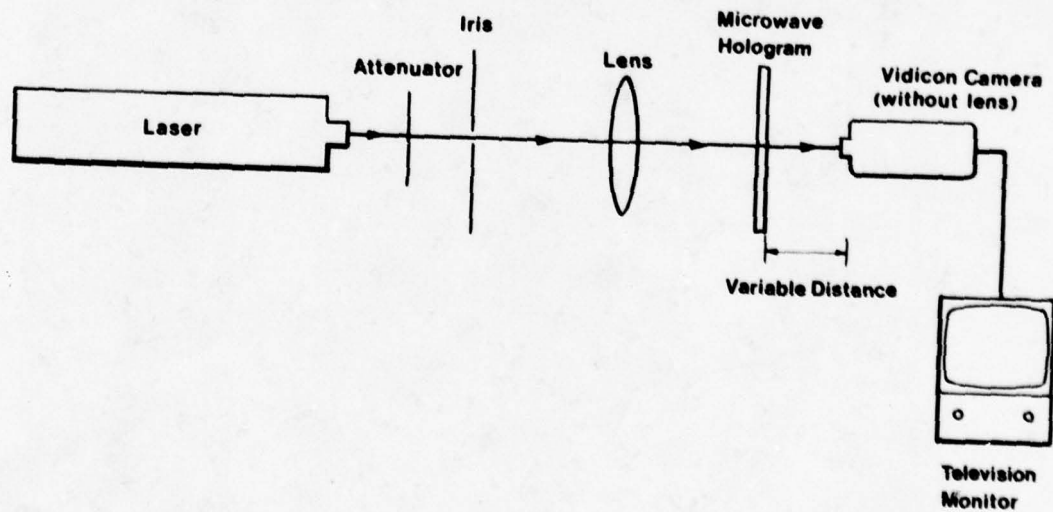 Iris
Microwave
Hologram
Attenuator
Lens
Vidicon Camera
(without lens)
Laser
Variable Distance
Television
Monitor